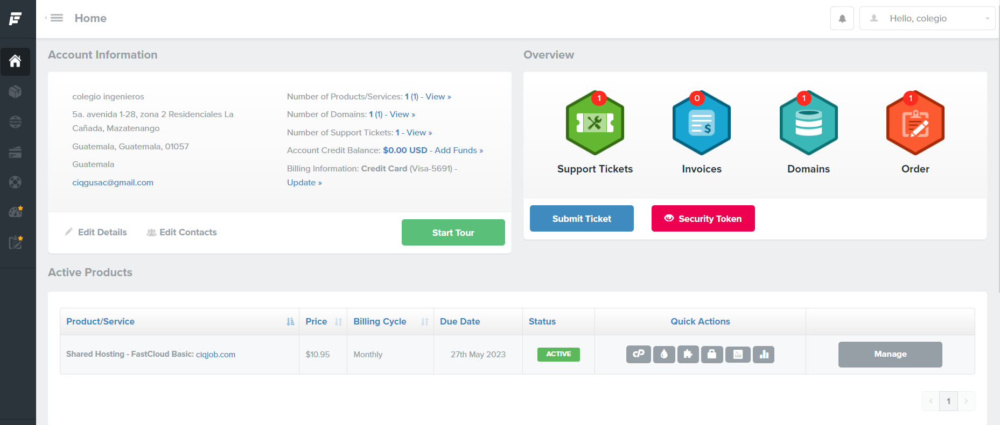 Home
Hello, colegio
Account Information
colegio ingenieros
5a. avenida 1-28, zona 2 Residenciales La
Cañada, Mazatenango
Guatemala, Guatemala, 01057
Guatemala
ciqgusac@gmail.com
Number of Products/Services: 1 (1) - View »
Number of Domains: 1 (1) - View »
Number of Support Tickets: 1 - View »
Account Credit Balance: $0.00 USD - Add Funds »
Billing Information: Credit Card (Visa-5691) -
Update »
Edit Details
Edit Contacts
Start Tour
Overview
1
0
1
1
Support Tickets
Invoices
Domains
Order
Submit Ticket
Security Token
Active Products
Product/Service
Price
Billing Cycle
Due Date
Status
Quick Actions
Shared Hosting - FastCloud Basic: ciqjob.com
$10.95
Monthly
27th May 2023
ACTIVE
cP
SSH
Manage
1